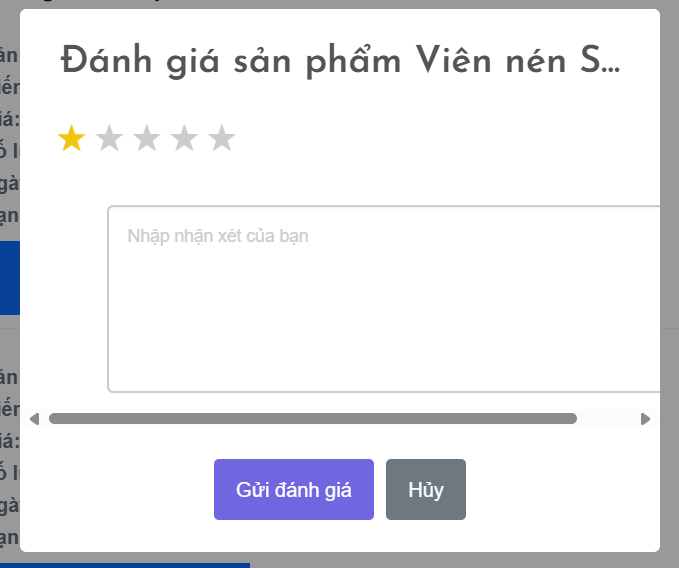 Đánh giá sản phẩm Viên nén S...
Nhập nhận xét của bạn
Gửi đánh giá
Hủy